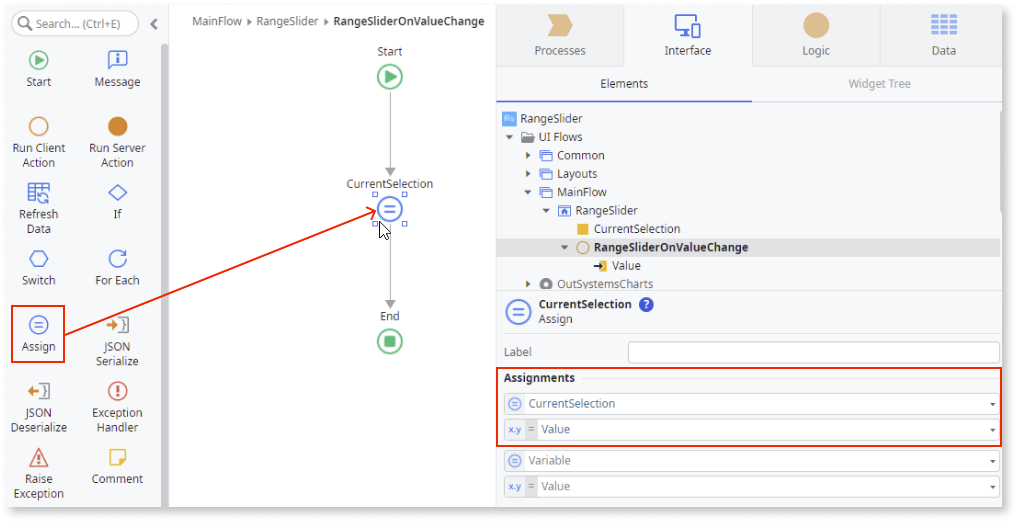 Search... (Ctrl+E)
Start
Message
Run Client
Action
Run Server
Action
Refresh
Data
If
Switch
For Each
Assign
JSON
Serialize
JSON
Deserialize
Exception
Handler
Raise
Exception
Comment
MainFlow RangeSlider RangeSliderOnValueChange
Start
CurrentSelection
End
Processes
Interface
Logic
Data
Elements
Widget Tree
RangeSlider
UI Flows
Common
Layouts
MainFlow
RangeSlider
CurrentSelection
RangeSliderOnValueChange
Value
OutSystemsCharts
CurrentSelection ?
Assign
Label
Assignments
CurrentSelection
x.y = Value
Variable
x.y = Value